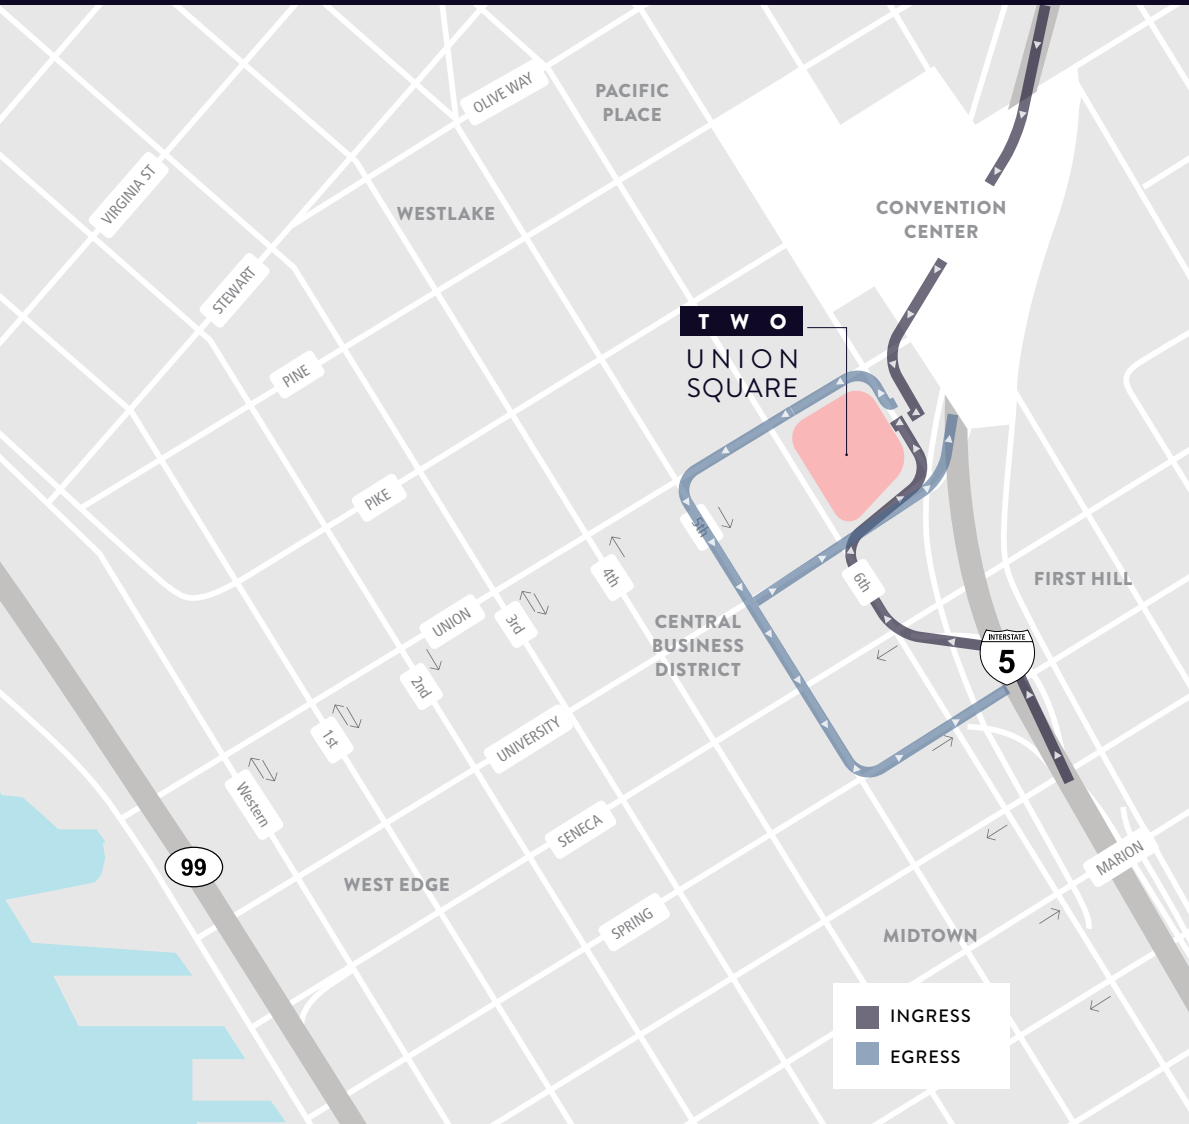 OLIVE WAY
PACIFIC
PLACE
VIRGINIA ST
WESTLAKE
CONVENTION
CENTER
STEWART
TWO
UNION
SQUARE
PINE
PIKE
5th
4th
6th
FIRST HILL
UNION
3rd
CENTRAL
BUSINESS
DISTRICT
INTERSTATE
5
2nd
1st
UNIVERSITY
Western
SENECA
99
MARION
WEST EDGE
SPRING
MIDTOWN
INGRESS
EGRESS